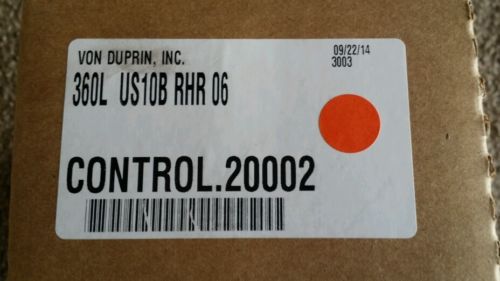 VON DUPRIN, INC.
09/22/14
3003
360L US10B RHR 06
CONTROL.20002